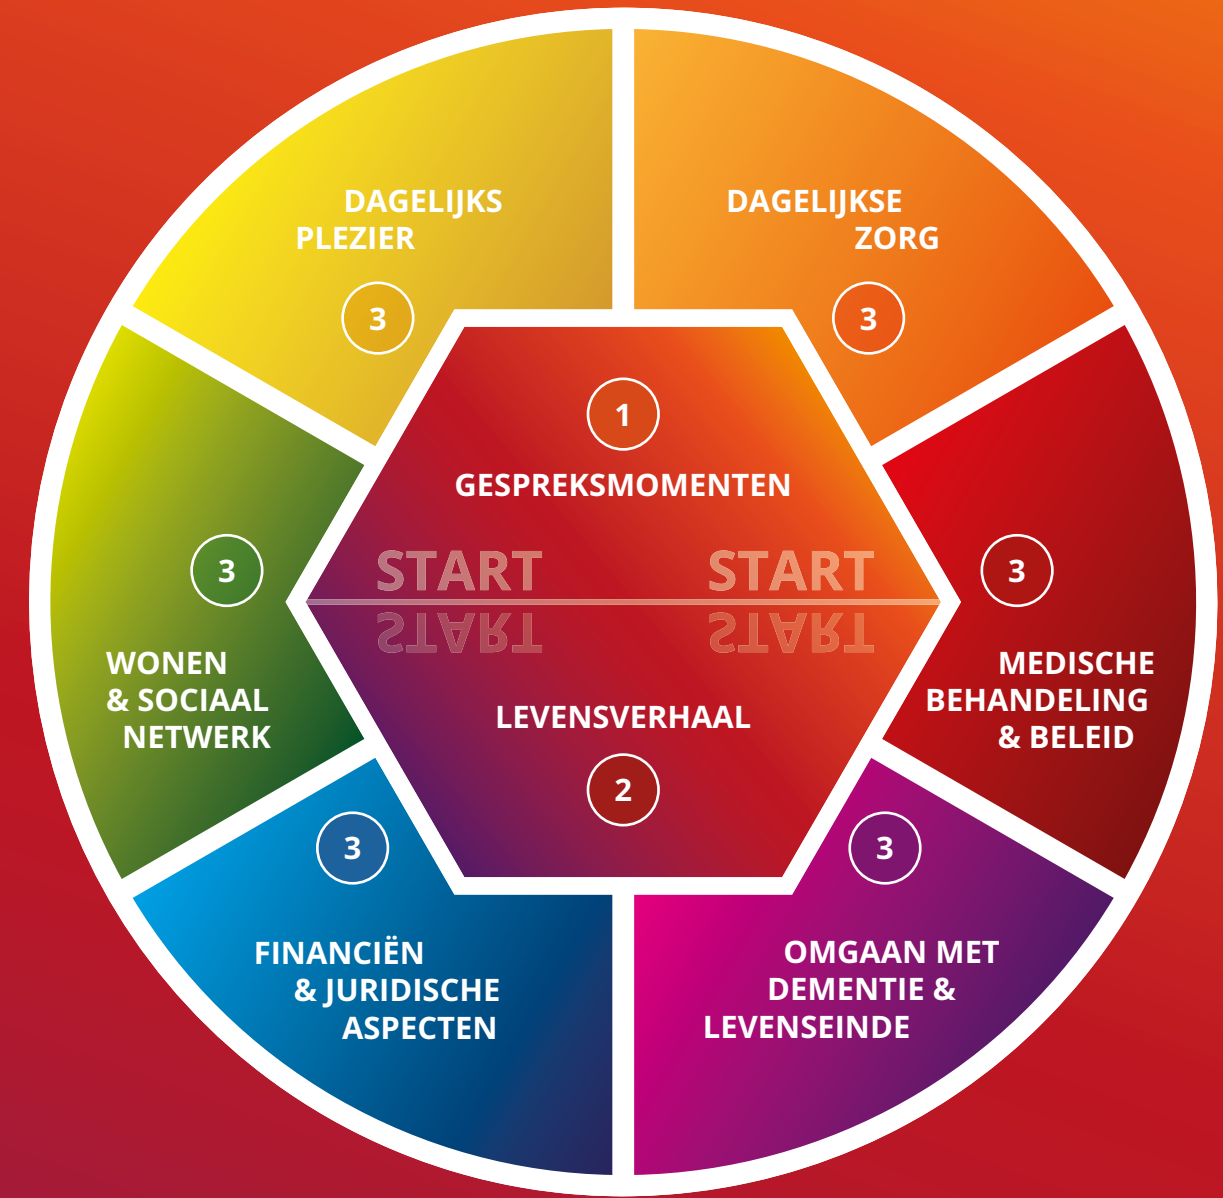 DAGELIJKS
PLEZIER
3
DAGELIJKSE
ZORG
3
1
GESPREKSMOMENTEN
START START
START START
LEVENSVERHAAL
2
3
WONEN
& SOCIAAL
NETWERK
3
MEDISCHE
BEHANDELING
& BELEID
3
FINANCIËN
& JURIDISCHE
ASPECTEN
3
OMGAAN MET
DEMENTIE &
LEVENSEINDE